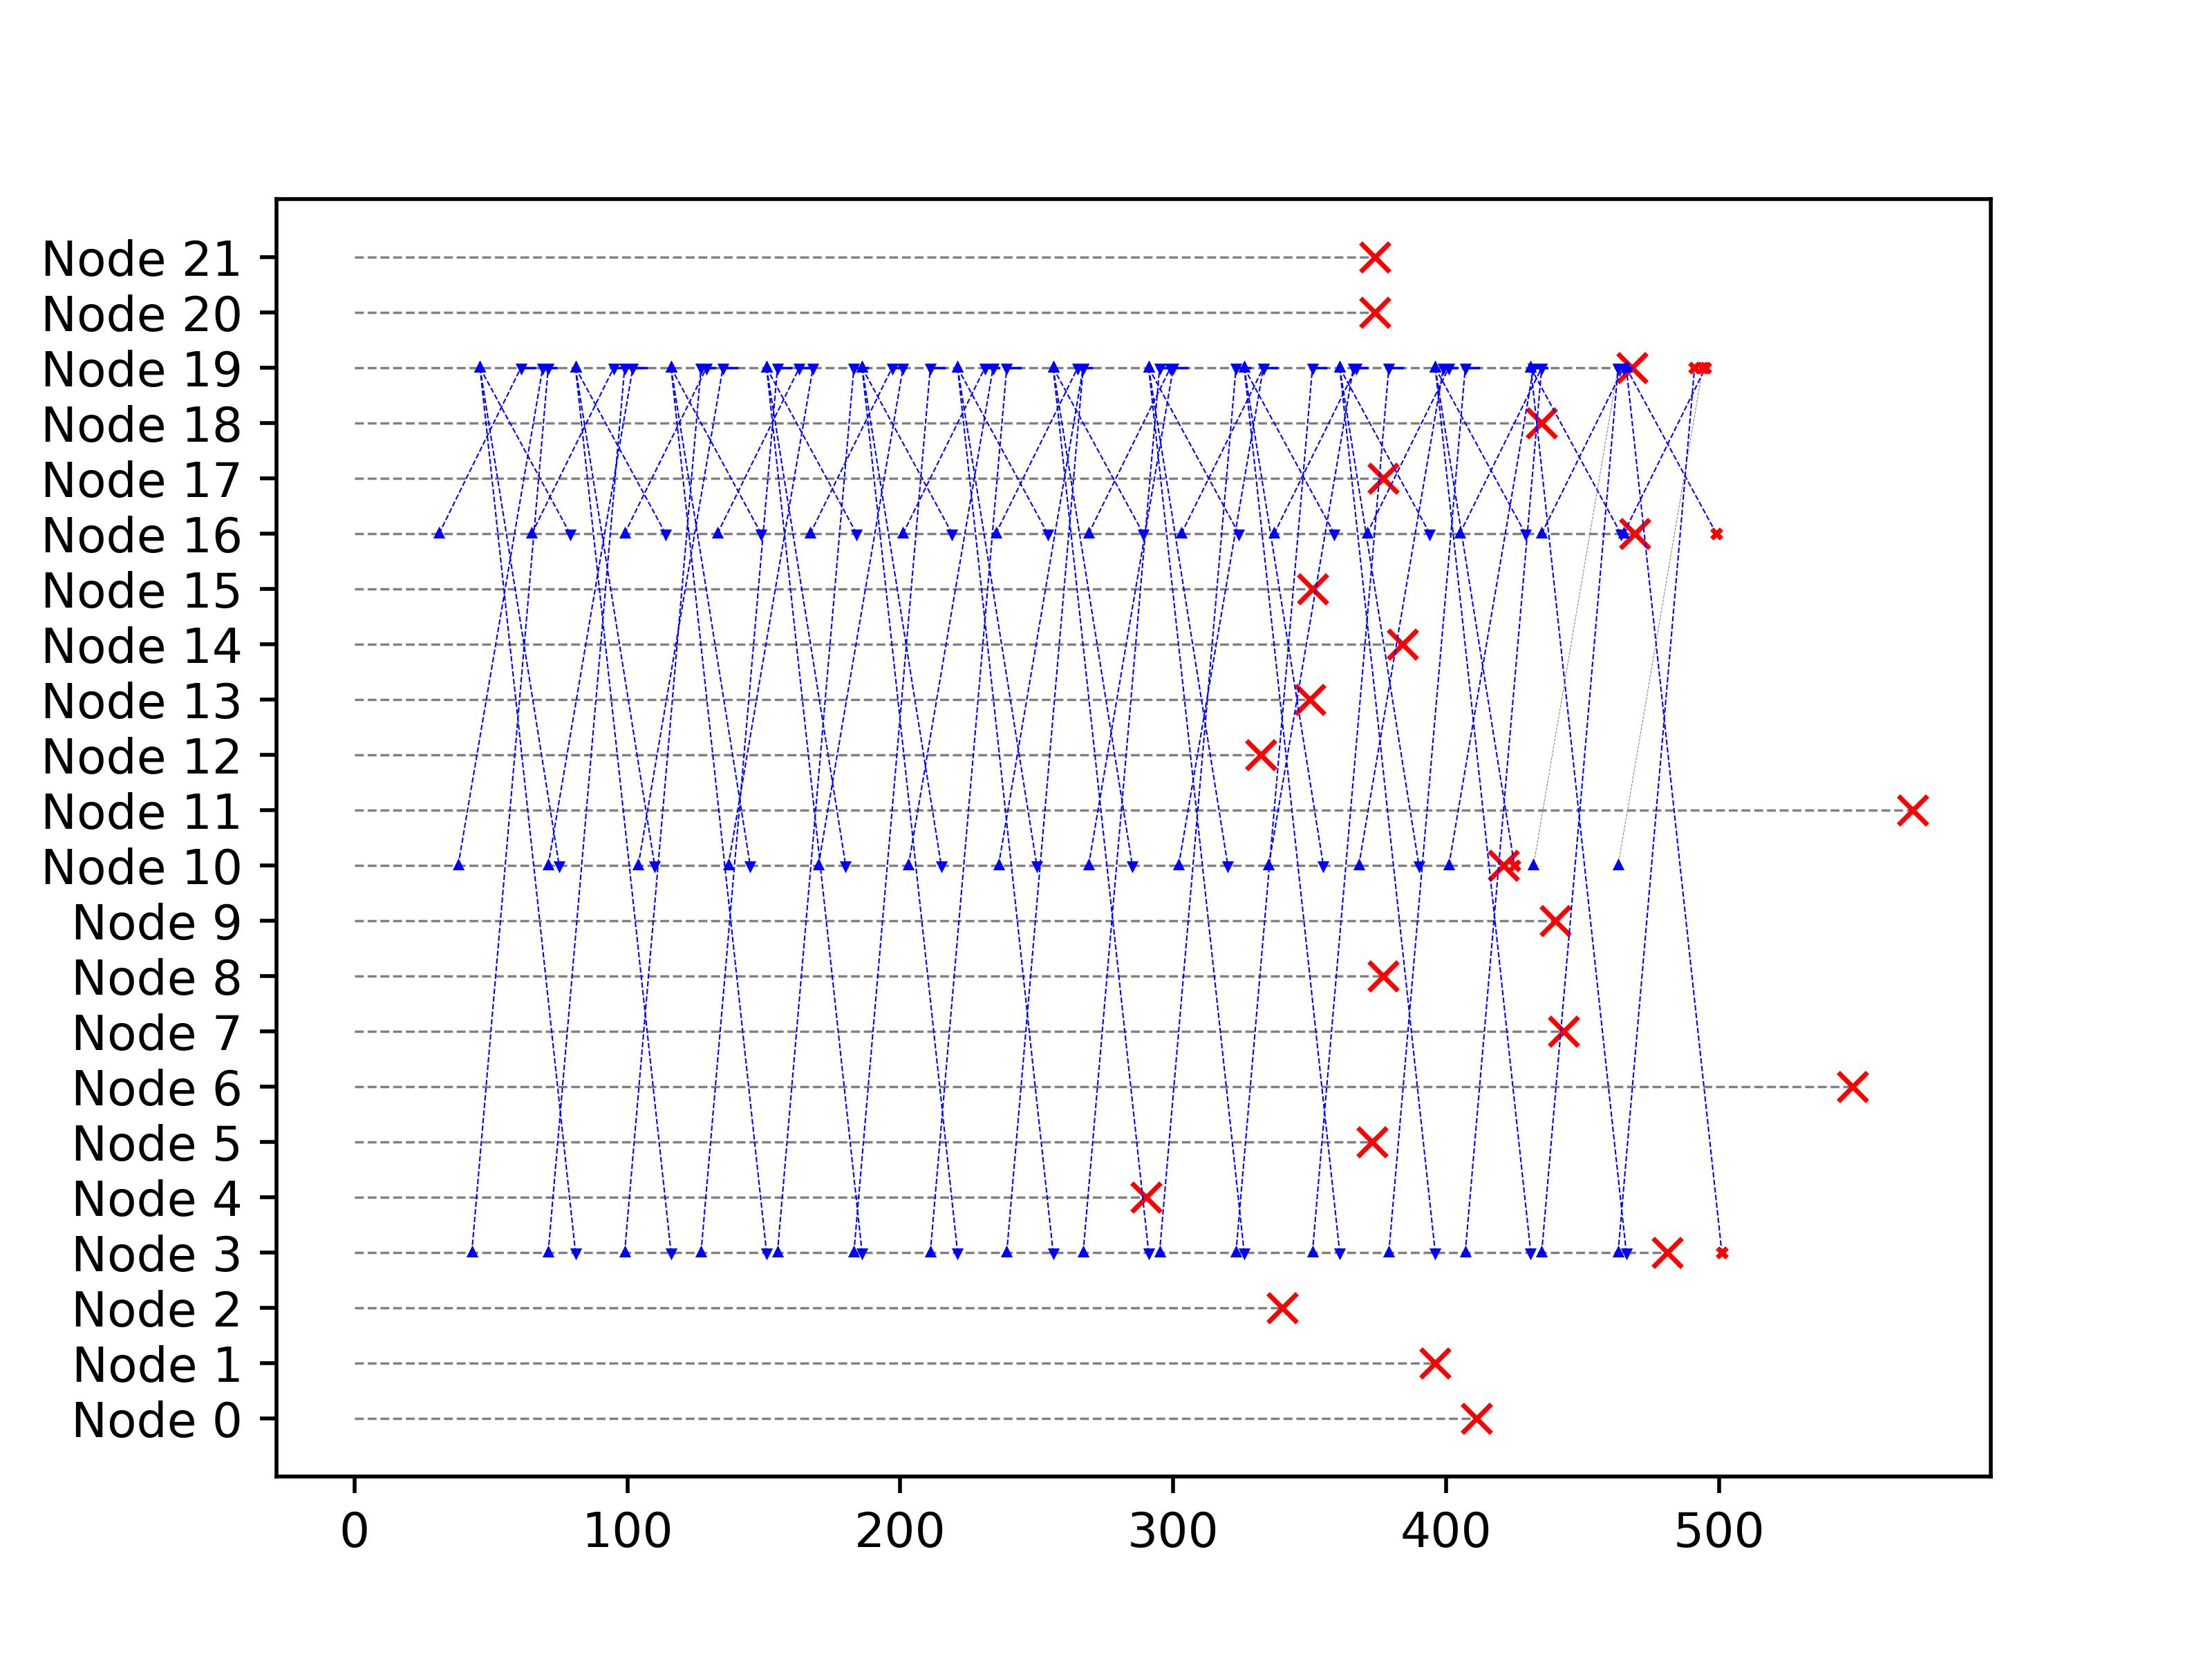 Node 21
Node 20
Node 19
Node 18
Node 17
Node 16
Node 15
Node 14
Node 13
Node 12
Node 11
Node 10
Node 9
Node 8
Node 7
Node 6
Node 5
Node 4
Node 3
Node 2
Node 1
Node 0
0 100 200 300 400 500